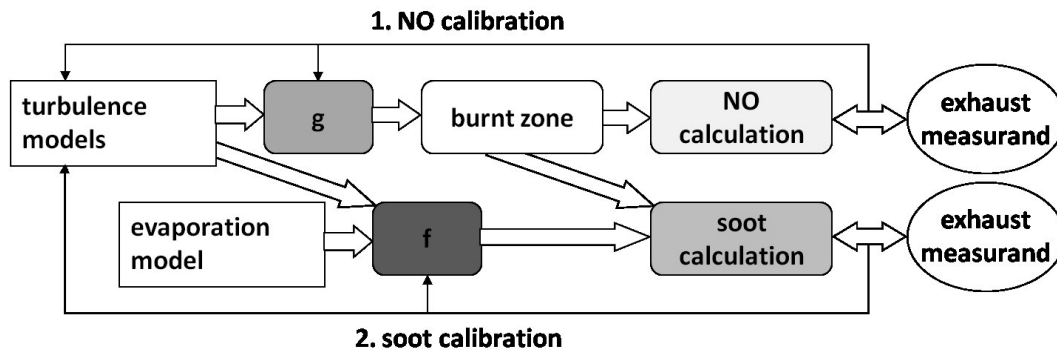 1. NO calibration
turbulence
models
g
burnt zone
NO
calculation
exhaust
measurand
evaporation
model
f
soot
calculation
exhaust
measurand
2. soot calibration